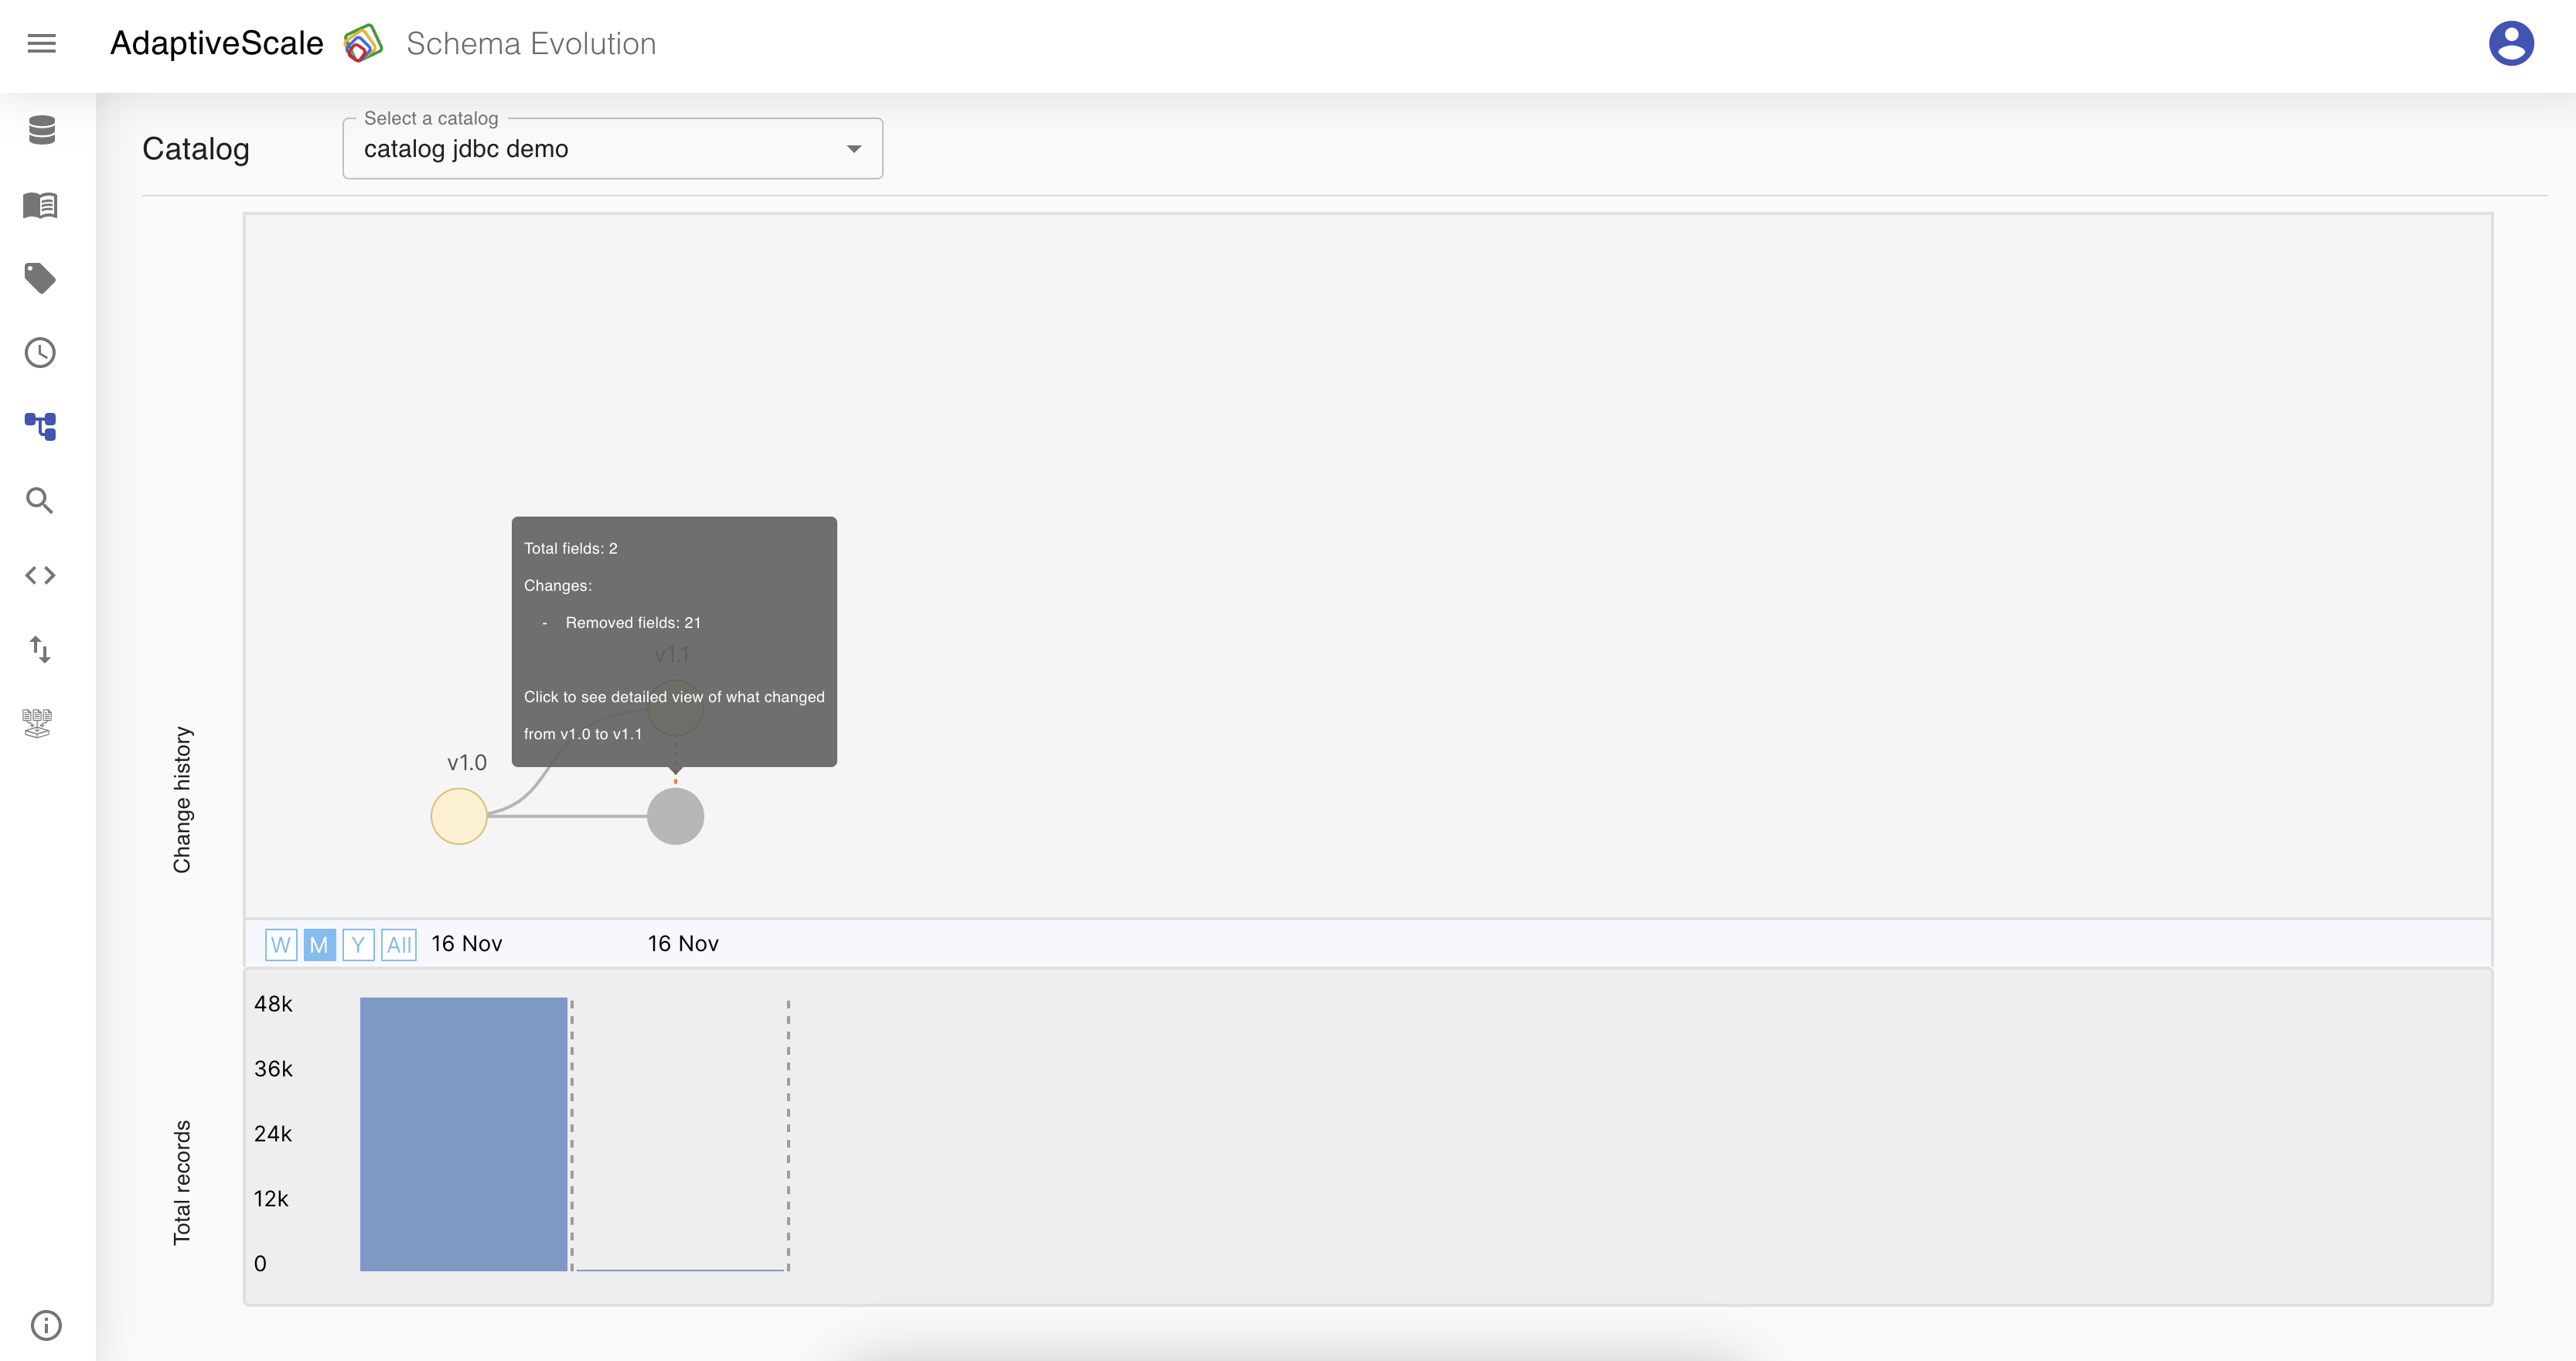 AdaptiveScale Schema Evolution
Catalog
Select a catalog
catalog jdbc demo
Change history
Total fields: 2
Changes:
- Removed fields: 21
v1.1
Click to see detailed view of what changed
from v1.0 to v1.1
v1.0
W M Y All 16 Nov 16 Nov
Total records
48k
36k
24k
12k
0